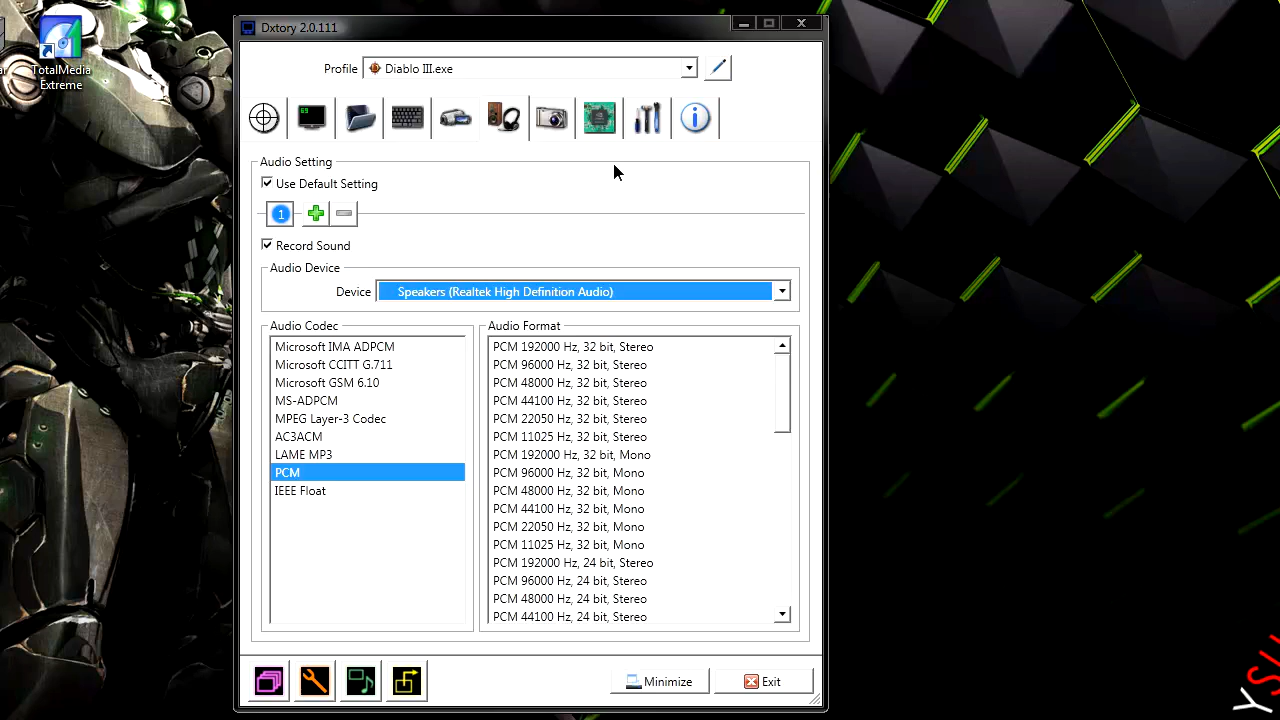 TotalMedia
Extreme
Dxtory 2.0.111
Profile
Diablo III.exe
69
Audio Setting
Use Default Setting
1
Record Sound
Audio Device
Device
Speakers (Realtek High Definition Audio)
Audio Codec
Microsoft IMA ADPCM
Microsoft CCITT G.711
Microsoft GSM 6.10
MS-ADPCM
MPEG Layer-3 Codec
AC3ACM
LAME MP3
PCM
IEEE Float
Audio Format
PCM 192000 Hz, 32 bit, Stereo
PCM 96000 Hz, 32 bit, Stereo
PCM 48000 Hz, 32 bit, Stereo
PCM 44100 Hz, 32 bit, Stereo
PCM 22050 Hz, 32 bit, Stereo
PCM 11025 Hz, 32 bit, Stereo
PCM 192000 Hz, 32 bit, Mono
PCM 96000 Hz, 32 bit, Mono
PCM 48000 Hz, 32 bit, Mono
PCM 44100 Hz, 32 bit, Mono
PCM 22050 Hz, 32 bit, Mono
PCM 11025 Hz, 32 bit, Mono
PCM 192000 Hz, 24 bit, Stereo
PCM 96000 Hz, 24 bit, Stereo
PCM 48000 Hz, 24 bit, Stereo
PCM 44100 Hz, 24 bit, Stereo
Minimize
Exit